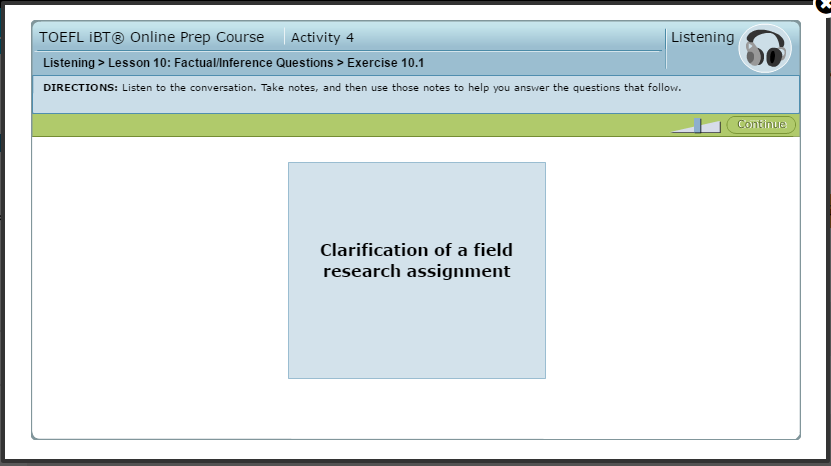 TOEFL iBT® Online Prep Course Activity 4 Listening
Listening > Lesson 10: Factual/Inference Questions > Exercise 10.1
DIRECTIONS: Listen to the conversation. Take notes, and then use those notes to help you answer the questions that follow.
Continue
Clarification of a field
research assignment